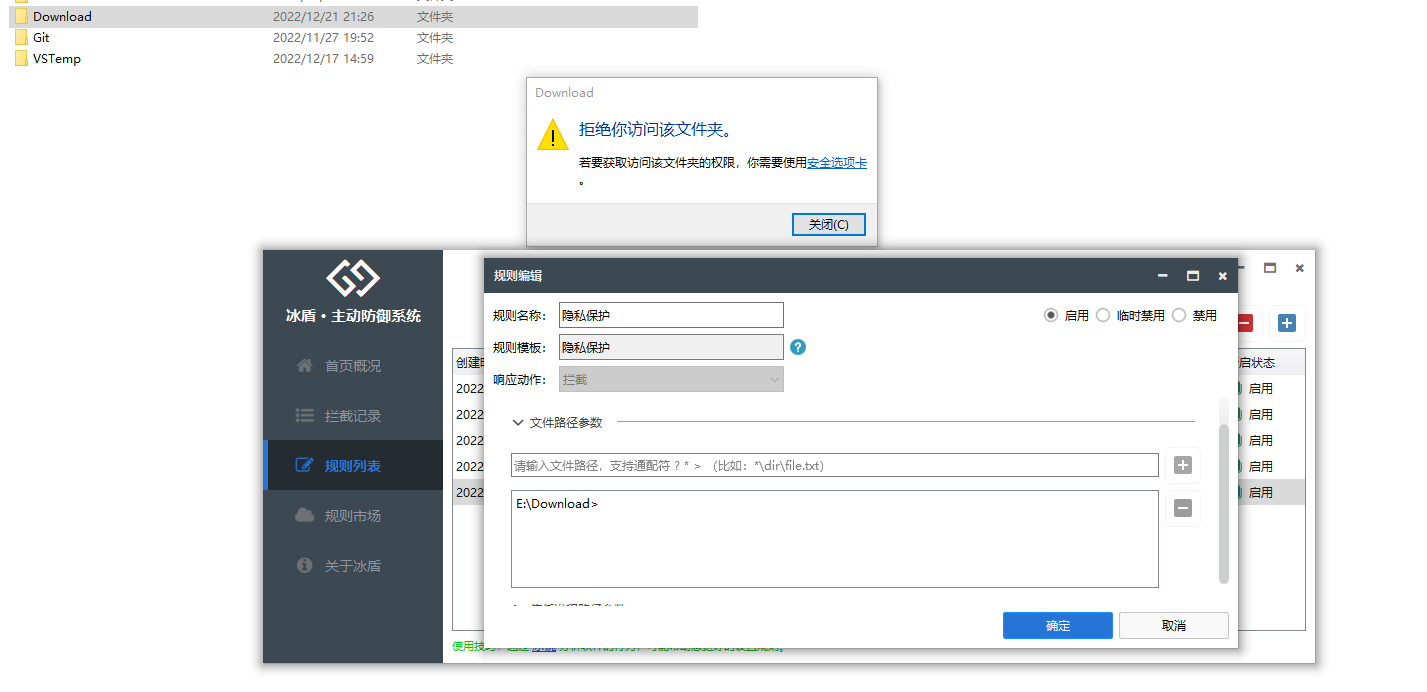 Download 2022/12/21 21:26 文件夹
Git 2022/11/27 19:52 文件夹
VSTemp 2022/12/17 14:59 文件夹
Download
拒绝你访问该文件夹。
若要获取访问该文件夹的权限，你需要使用安全选项卡
。
关闭(C)
冰盾·主动防御系统
首页概况
拦截记录
规则列表
规则市场
关于冰盾
规则编辑
规则名称： 隐私保护
启用 临时禁用 禁用
规则模板： 隐私保护
响应动作： 拦截
文件路径参数
请输入文件路径，支持通配符 ? * > （比如：*\dir\file.txt）
E:\Download>
确定 取消
创建
启状态
2022 启用
2022 启用
2022 启用
2022 启用
2022 启用
使用技